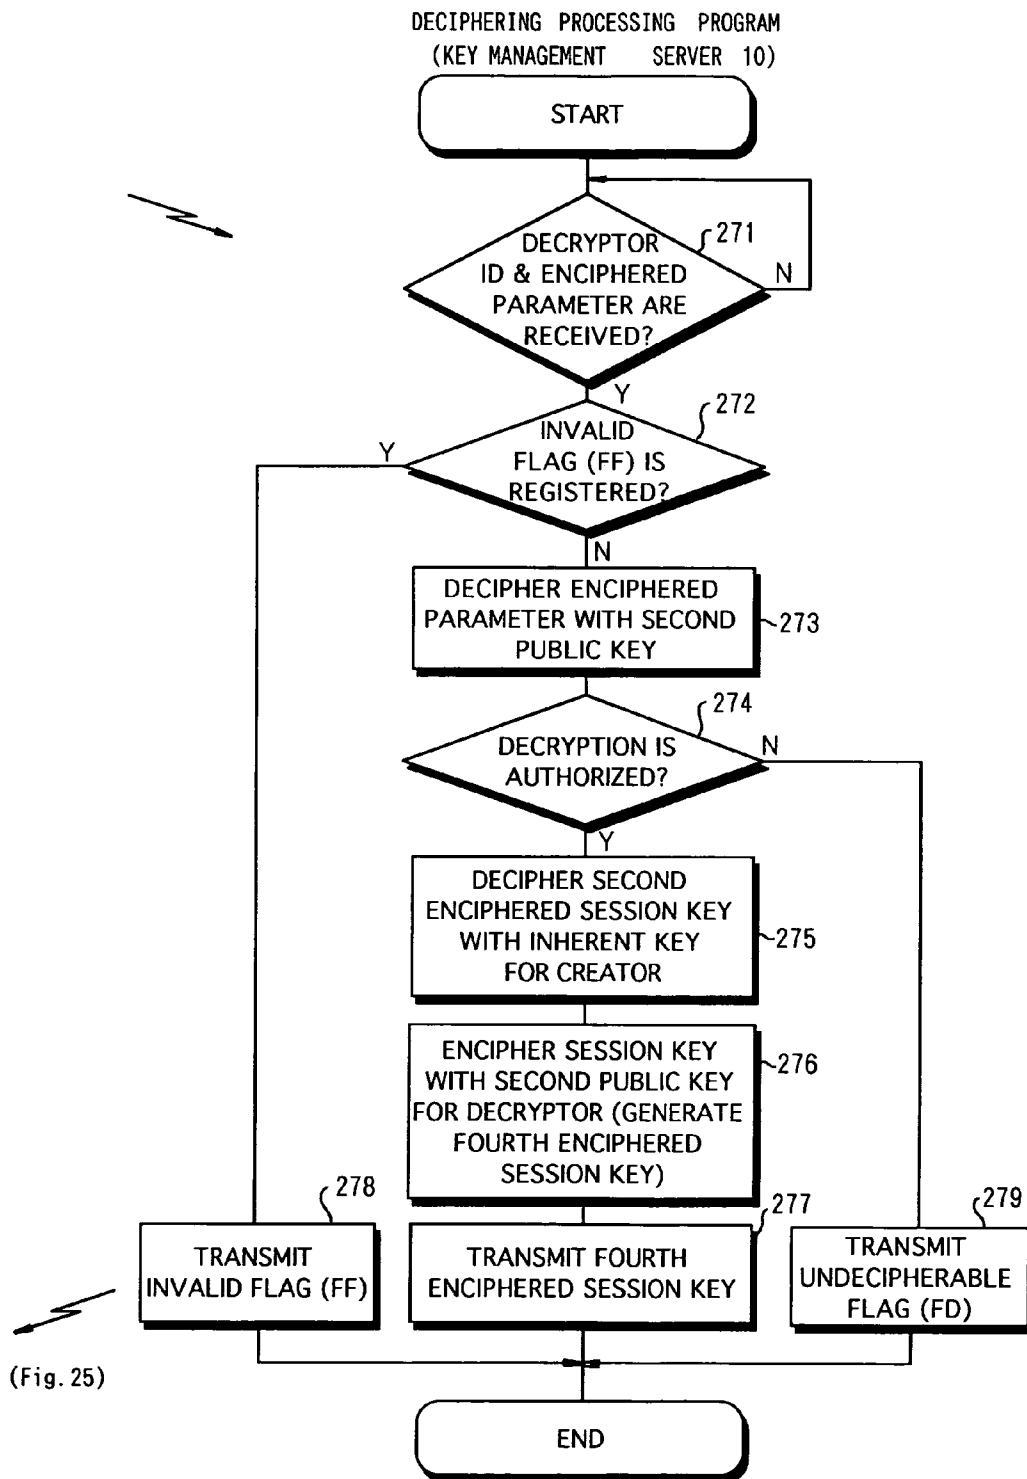 DECIPHERING PROCESSING PROGRAM
(KEY MANAGEMENT SERVER 10)
START
271
DECRYPTOR
ID & ENCIPHERED
PARAMETER ARE
RECEIVED?
N
Y
272
INVALID
FLAG (FF) IS
REGISTERED?
Y
N
DECIPHER ENCIPHERED
PARAMETER WITH SECOND
PUBLIC KEY
273
274
DECRYPTION IS
AUTHORIZED?
N
Y
DECIPHER SECOND
ENCIPHERED SESSION KEY
WITH INHERENT KEY
FOR CREATOR
275
ENCIPHER SESSION KEY
WITH SECOND PUBLIC KEY
FOR DECRYPTOR (GENERATE
FOURTH ENCIPHERED
SESSION KEY)
276
278
TRANSMIT
INVALID FLAG (FF)
277
TRANSMIT FOURTH
ENCIPHERED SESSION KEY
279
TRANSMIT
UNDECIPHERABLE
FLAG (FD)
(Fig. 25)
END